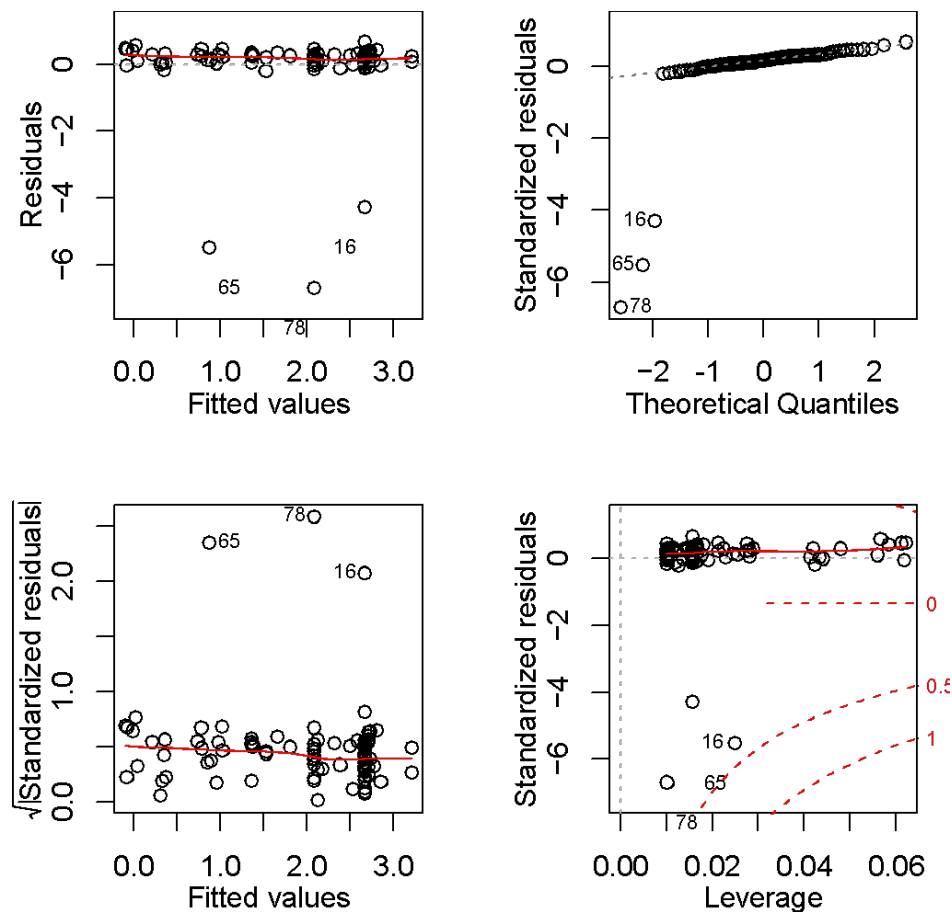 Residuals
0
−2
−4
−6
16
65
78
0.0 1.0 2.0 3.0
Fitted values
Standardized residuals
0
−2
−4
−6
16
65
78
−2 −1 0 1 2
Theoretical Quantiles
√|Standardized residuals|
2.0
1.0
0.0
78
65
16
0.0 1.0 2.0 3.0
Fitted values
Standardized residuals
0
−2
−4
−6
16
65
78
0
0.5
1
0.00 0.02 0.04 0.06
Leverage